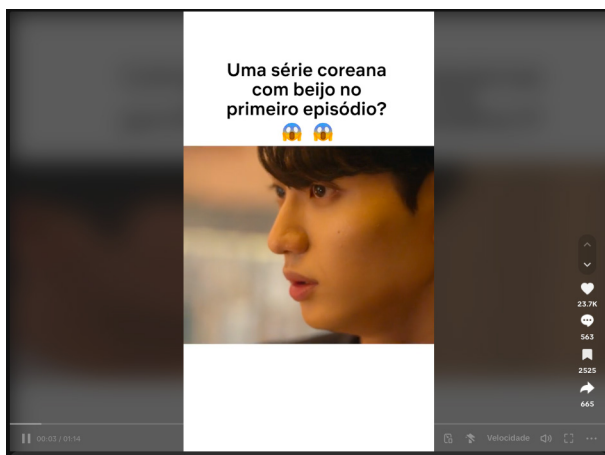 Uma série coreana
com beijo no
primeiro episódio?
😱 😱
23.7K
563
2525
665
00:03 / 01:14
Velocidade